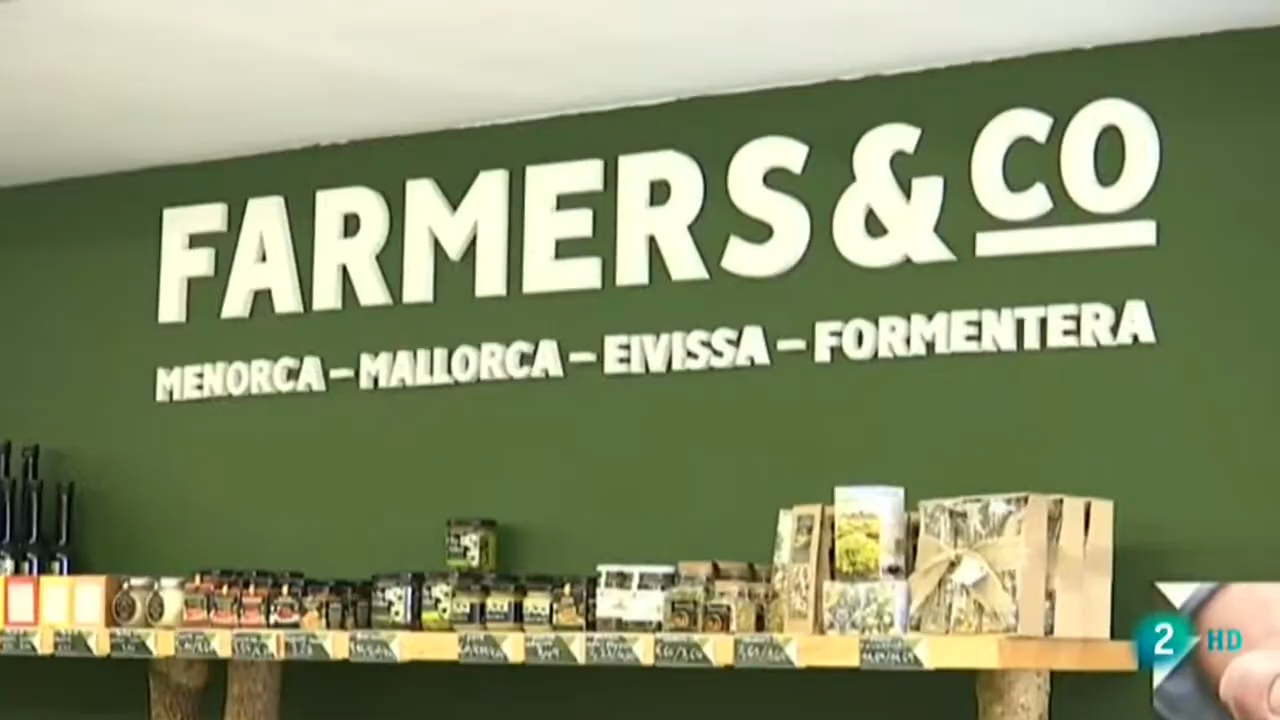 FARMERS & CO
MENORCA – MALLORCA – EIVISSA – FORMENTERA
2 HD